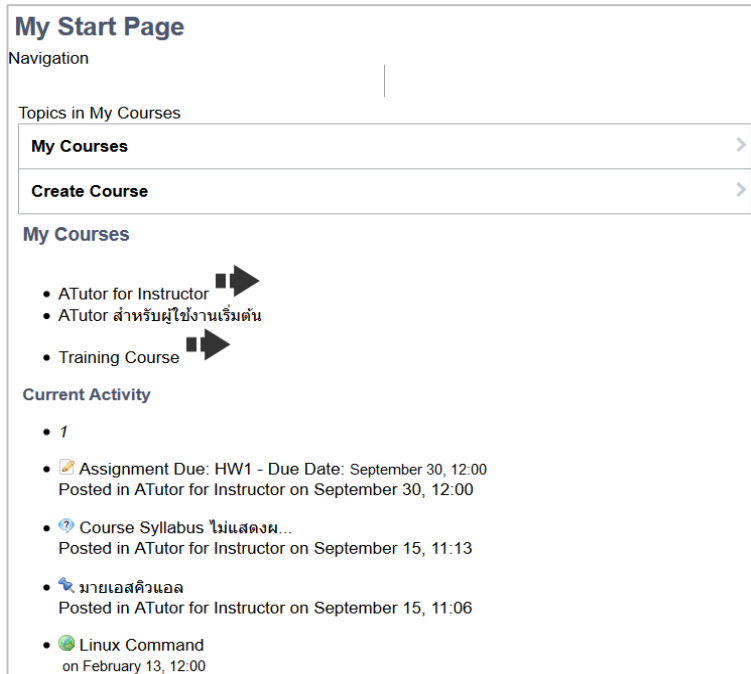 My Start Page
Navigation
Topics in My Courses
My Courses
Create Course
My Courses
ATutor for Instructor
ATutor สำหรับผู้ใช้งานเริ่มต้น
Training Course
Current Activity
1
Assignment Due: HW1 - Due Date: September 30, 12:00
Posted in ATutor for Instructor on September 30, 12:00
Course Syllabus ไม่แสดงผ...
Posted in ATutor for Instructor on September 15, 11:13
มายเอสคิวแอล
Posted in ATutor for Instructor on September 15, 11:06
Linux Command
on February 13, 12:00